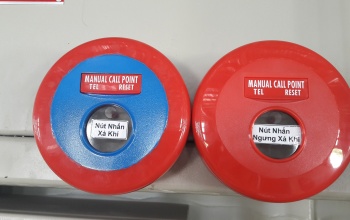 MANUAL CALL POINT
TEL RESET
Nút Nhấn
Xả Khí
MANUAL CALL POINT
TEL RESET
Nút Nhấn
Ngưng Xả Khí